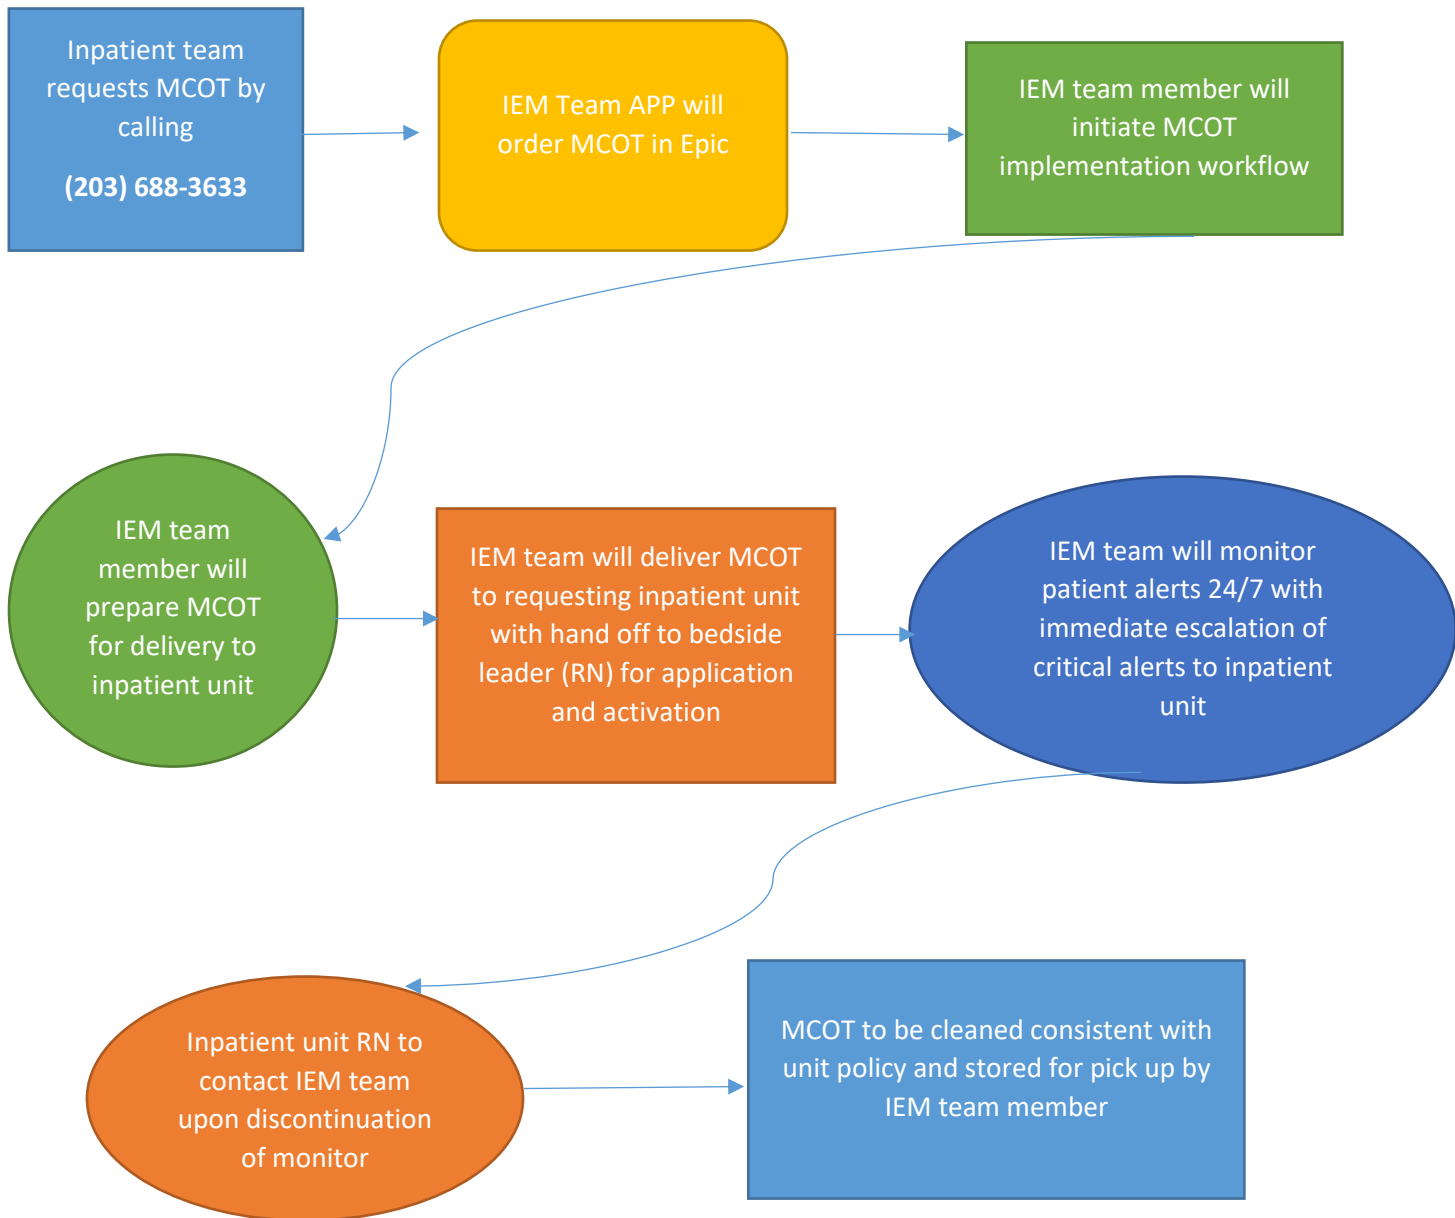 Inpatient team
requests MCOT by
calling
(203) 688-3633
IEM Team APP will
order MCOT in Epic
IEM team member will
initiate MCOT
implementation workflow
IEM team
member will
prepare MCOT
for delivery to
inpatient unit
IEM team will deliver MCOT
to requesting inpatient unit
with hand off to bedside
leader (RN) for application
and activation
IEM team will monitor
patient alerts 24/7 with
immediate escalation of
critical alerts to inpatient
unit
Inpatient unit RN to
contact IEM team
upon discontinuation
of monitor
MCOT to be cleaned consistent with
unit policy and stored for pick up by
IEM team member